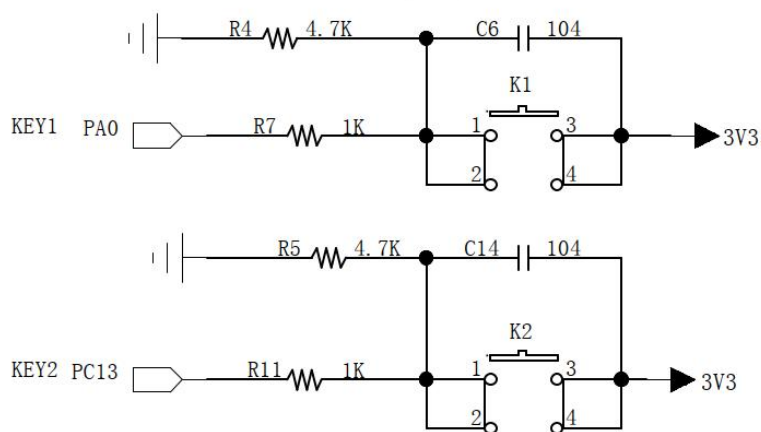 R4 4.7K C6 104
K1
KEY1 PA0 R7 1K 1 3 3V3
2 4
R5 4.7K C14 104
K2
KEY2 PC13 R11 1K 1 3 3V3
2 4